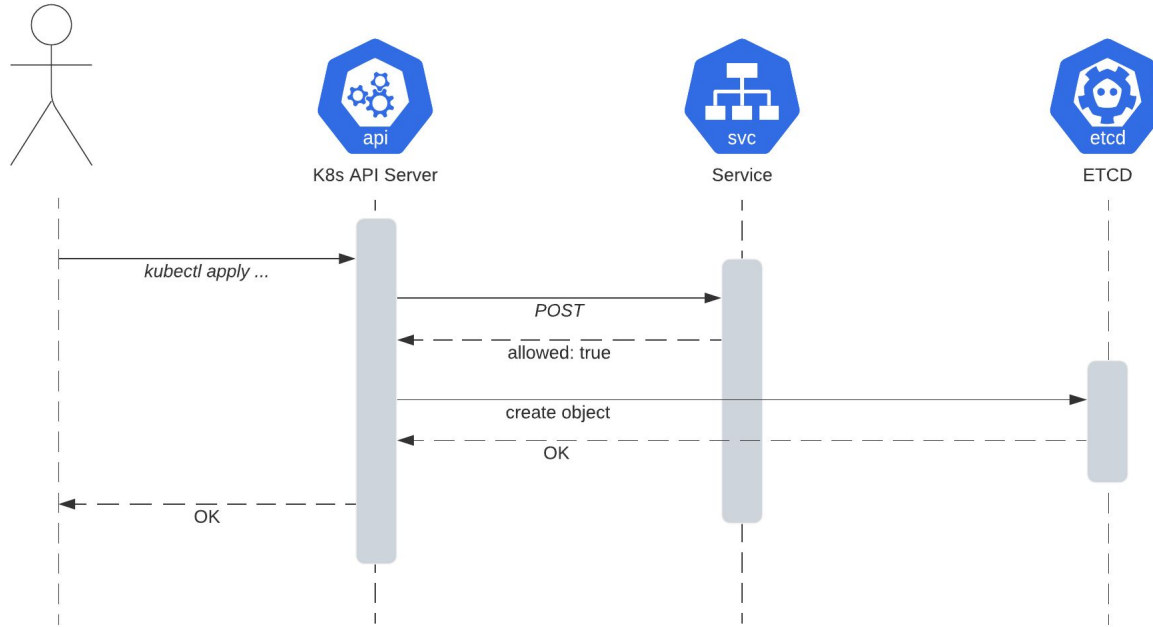 api
svc
etcd
K8s API Server
Service
ETCD
kubectl apply ...
POST
allowed: true
create object
OK
OK